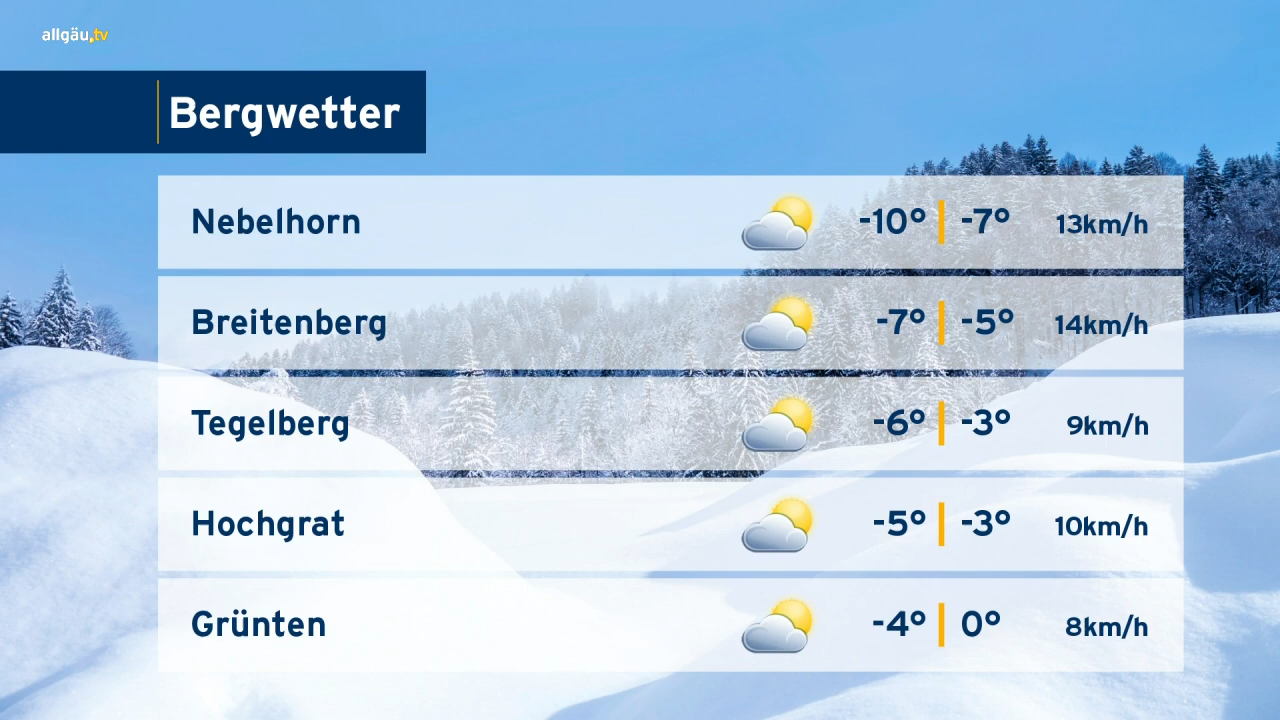 allgäu.tv
Bergwetter
Nebelhorn -10° -7° 13km/h
Breitenberg -7° -5° 14km/h
Tegelberg -6° -3° 9km/h
Hochgrat -5° -3° 10km/h
Grünten -4° 0° 8km/h